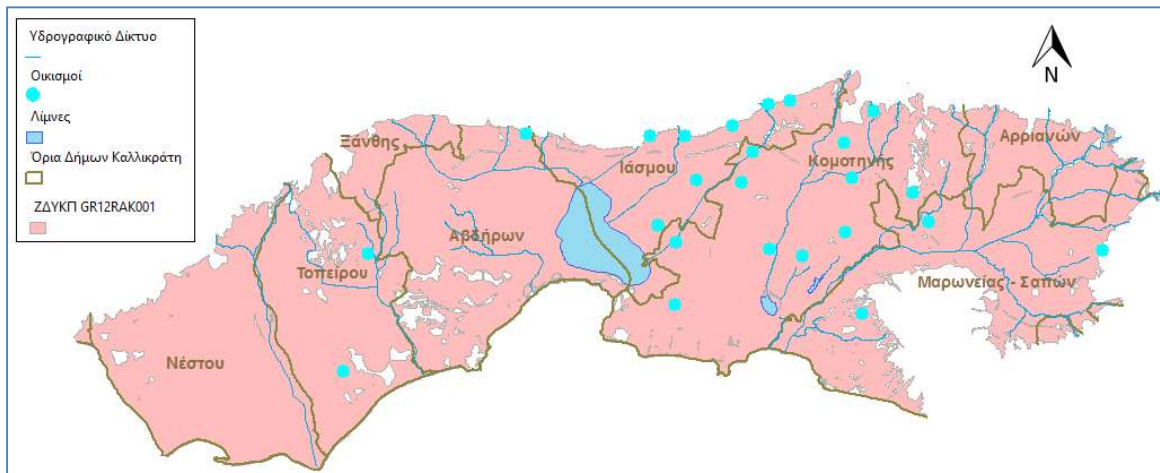 Υδρογραφικό Δίκτυο
Οικισμοί
Λίμνες
Όρια Δήμων Καλλικράτη
ΖΔΥΚΠ GR12RAK001
N
Ξάνθης
Ιάσμου
Κομοτηνής
Αρριανών
Αβδήρων
Τοπείρου
Μαρωνείας - Σαπών
Νέστου